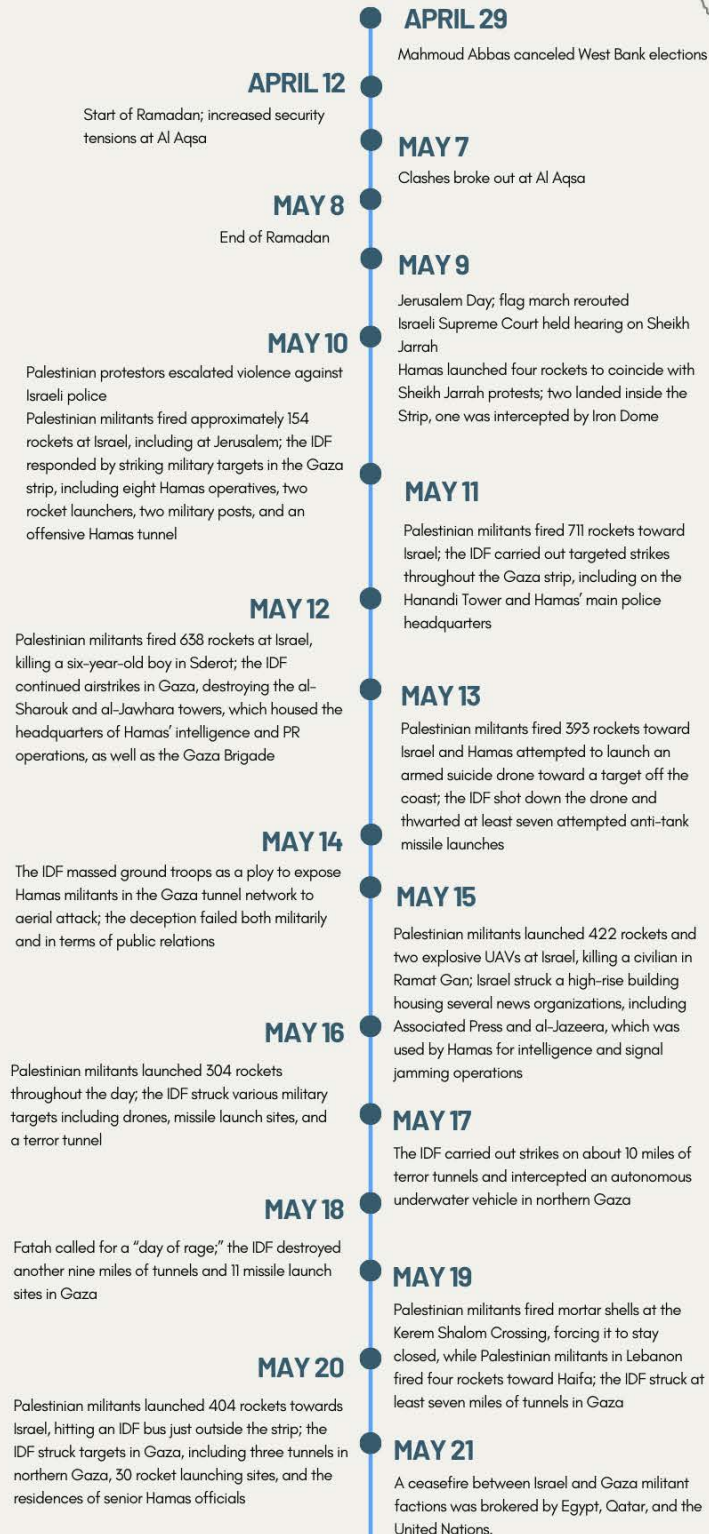 APRIL 29
Mahmoud Abbas canceled West Bank elections
APRIL 12
Start of Ramadan; increased security
tensions at Al Aqsa
MAY 7
Clashes broke out at Al Aqsa
MAY 8
End of Ramadan
MAY 9
Jerusalem Day; flag march rerouted
Israeli Supreme Court held hearing on Sheikh
Jarrah
Hamas launched four rockets to coincide with
Sheikh Jarrah protests; two landed inside the
Strip, one was intercepted by Iron Dome
MAY 10
Palestinian protestors escalated violence against
Israeli police
Palestinian militants fired approximately 154
rockets at Israel, including at Jerusalem; the IDF
responded by striking military targets in the Gaza
strip, including eight Hamas operatives, two
rocket launchers, two military posts, and an
offensive Hamas tunnel
MAY 11
Palestinian militants fired 711 rockets toward
Israel; the IDF carried out targeted strikes
throughout the Gaza strip, including on the
Hanandi Tower and Hamas' main police
headquarters
MAY 12
Palestinian militants fired 638 rockets at Israel,
killing a six-year-old boy in Sderot; the IDF
continued airstrikes in Gaza, destroying the al-
Sharouk and al-Jawhara towers, which housed the
headquarters of Hamas' intelligence and PR
operations, as well as the Gaza Brigade
MAY 13
Palestinian militants fired 393 rockets toward
Israel and Hamas attempted to launch an
armed suicide drone toward a target off the
coast; the IDF shot down the drone and
thwarted at least seven attempted anti-tank
missile launches
MAY 14
The IDF massed ground troops as a ploy to expose
Hamas militants in the Gaza tunnel network to
aerial attack; the deception failed both militarily
and in terms of public relations
MAY 15
Palestinian militants launched 422 rockets and
two explosive UAVs at Israel, killing a civilian in
Ramat Gan; Israel struck a high-rise building
housing several news organizations, including
Associated Press and al-Jazeera, which was
used by Hamas for intelligence and signal
jamming operations
MAY 16
Palestinian militants launched 304 rockets
throughout the day; the IDF struck various military
targets including drones, missile launch sites, and
a terror tunnel
MAY 17
The IDF carried out strikes on about 10 miles of
terror tunnels and intercepted an autonomous
underwater vehicle in northern Gaza
MAY 18
Fatah called for a "day of rage;" the IDF destroyed
another nine miles of tunnels and 11 missile launch
sites in Gaza
MAY 19
Palestinian militants fired mortar shells at the
Kerem Shalom Crossing, forcing it to stay
closed, while Palestinian militants in Lebanon
fired four rockets toward Haifa; the IDF struck at
least seven miles of tunnels in Gaza
MAY 20
Palestinian militants launched 404 rockets towards
Israel, hitting an IDF bus just outside the strip; the
IDF struck targets in Gaza, including three tunnels in
northern Gaza, 30 rocket launching sites, and the
residences of senior Hamas officials
MAY 21
A ceasefire between Israel and Gaza militant
factions was brokered by Egypt, Qatar, and the
United Nations.